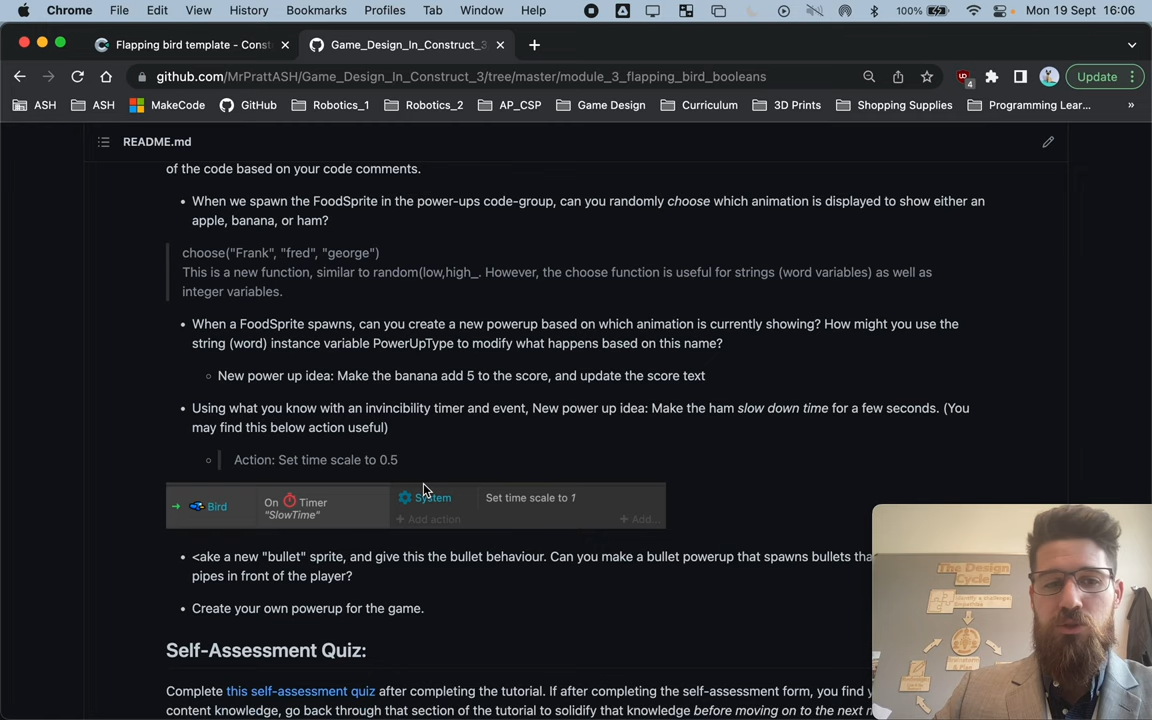 Chrome File Edit View History Bookmarks Profiles Tab Window Help 100% Mon 19 Sept 16:06
Flapping bird template - Const
Game_Design_In_Construct_3
github.com/MrPrattASH/Game_Design_In_Construct_3/tree/master/module_3_flapping_bird_booleans
4
Update
ASH ASH MakeCode GitHub Robotics_1 Robotics_2 AP_CSP Game Design Curriculum 3D Prints Shopping Supplies Programming Lear... »
README.md
of the code based on your code comments.
• When we spawn the FoodSprite in the power-ups code-group, can you randomly choose which animation is displayed to show either an
apple, banana, or ham?
choose("Frank", "fred", "george")
This is a new function, similar to random(low,high_. However, the choose function is useful for strings (word variables) as well as
integer variables.
• When a FoodSprite spawns, can you create a new powerup based on which animation is currently showing? How might you use the
string (word) instance variable PowerUpType to modify what happens based on this name?
◦ New power up idea: Make the banana add 5 to the score, and update the score text
• Using what you know with an invincibility timer and event, New power up idea: Make the ham slow down time for a few seconds. (You
may find this below action useful)
Action: Set time scale to 0.5
Bird On Timer System Set time scale to 1
"SlowTime" + Add action + Add...
• <ake a new "bullet" sprite, and give this the bullet behaviour. Can you make a bullet powerup that spawns bullets tha
pipes in front of the player?
• Create your own powerup for the game.
Self-Assessment Quiz:
Complete this self-assessment quiz after completing the tutorial. If after completing the self-assessment form, you find y
content knowledge, go back through that section of the tutorial to solidify that knowledge before moving on to the next
The Design
Cycle